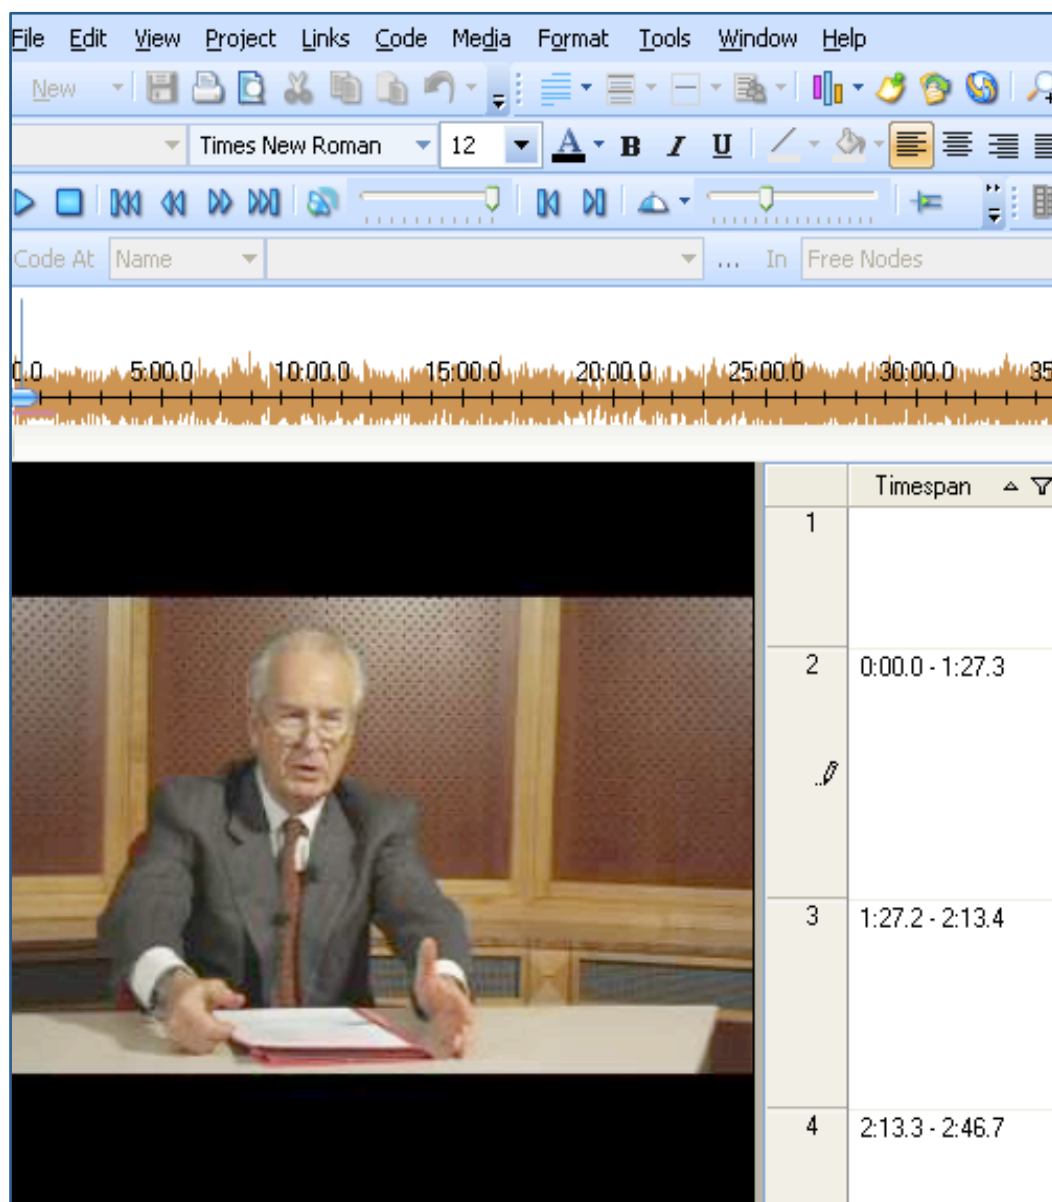 File Edit View Project Links Code Media Format Tools Window Help
New
Times New Roman 12 A B I U
Code At Name ... In Free Nodes
0.0 5:00.0 10:00.0 15:00.0 20:00.0 25:00.0 30:00.0 35
Timespan
1
2 0:00.0 - 1:27.3
3 1:27.2 - 2:13.4
4 2:13.3 - 2:46.7